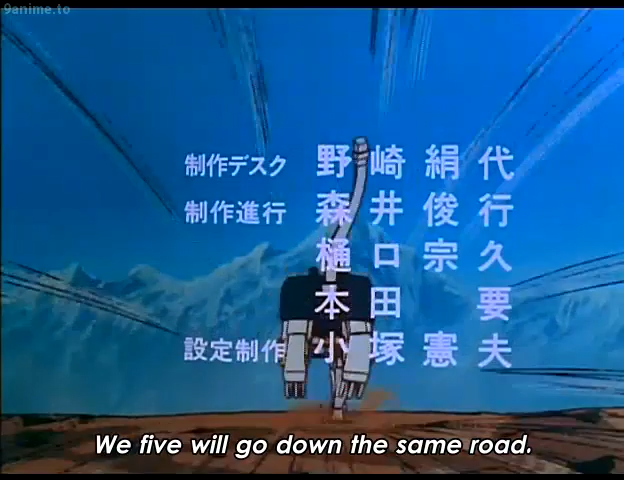 9anime.to
制作デスク 野崎絹代
制作進行 森井俊行
樋口宗久
本田要
設定制作 小塚憲夫
We five will go down the same road.